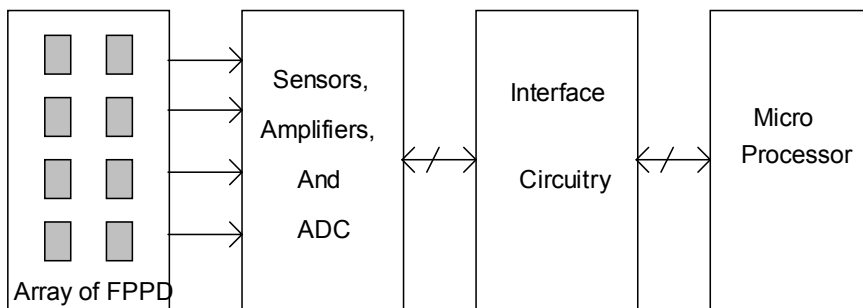 Array of FPPD
Sensors,
Amplifiers,
And
ADC
Interface
Circuitry
Micro
Processor